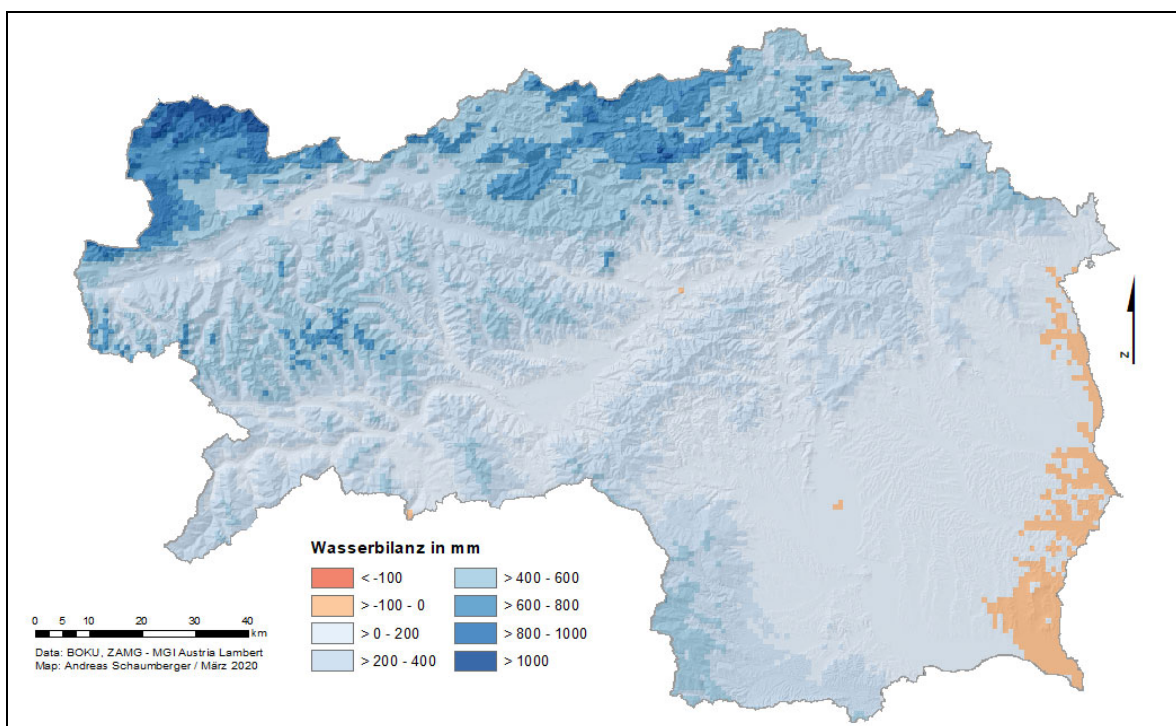 Wasserbilanz in mm
< -100
> -100 - 0
> 0 - 200
> 200 - 400
> 400 - 600
> 600 - 800
> 800 - 1000
> 1000
0 5 10 20 30 40
km
Data: BOKU, ZAMG - MGI Austria Lambert
Map: Andreas Schaumberger / März 2020
N